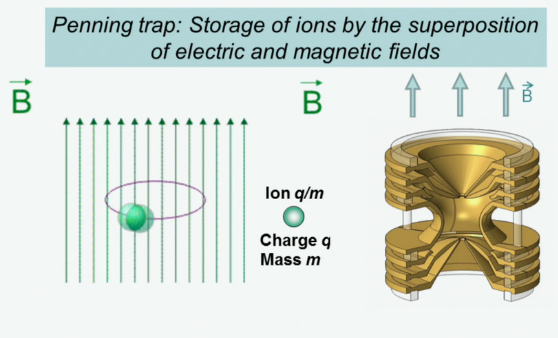 Penning trap: Storage of ions by the superposition
of electric and magnetic fields
B
B
B
Ion q/m
Charge q
Mass m